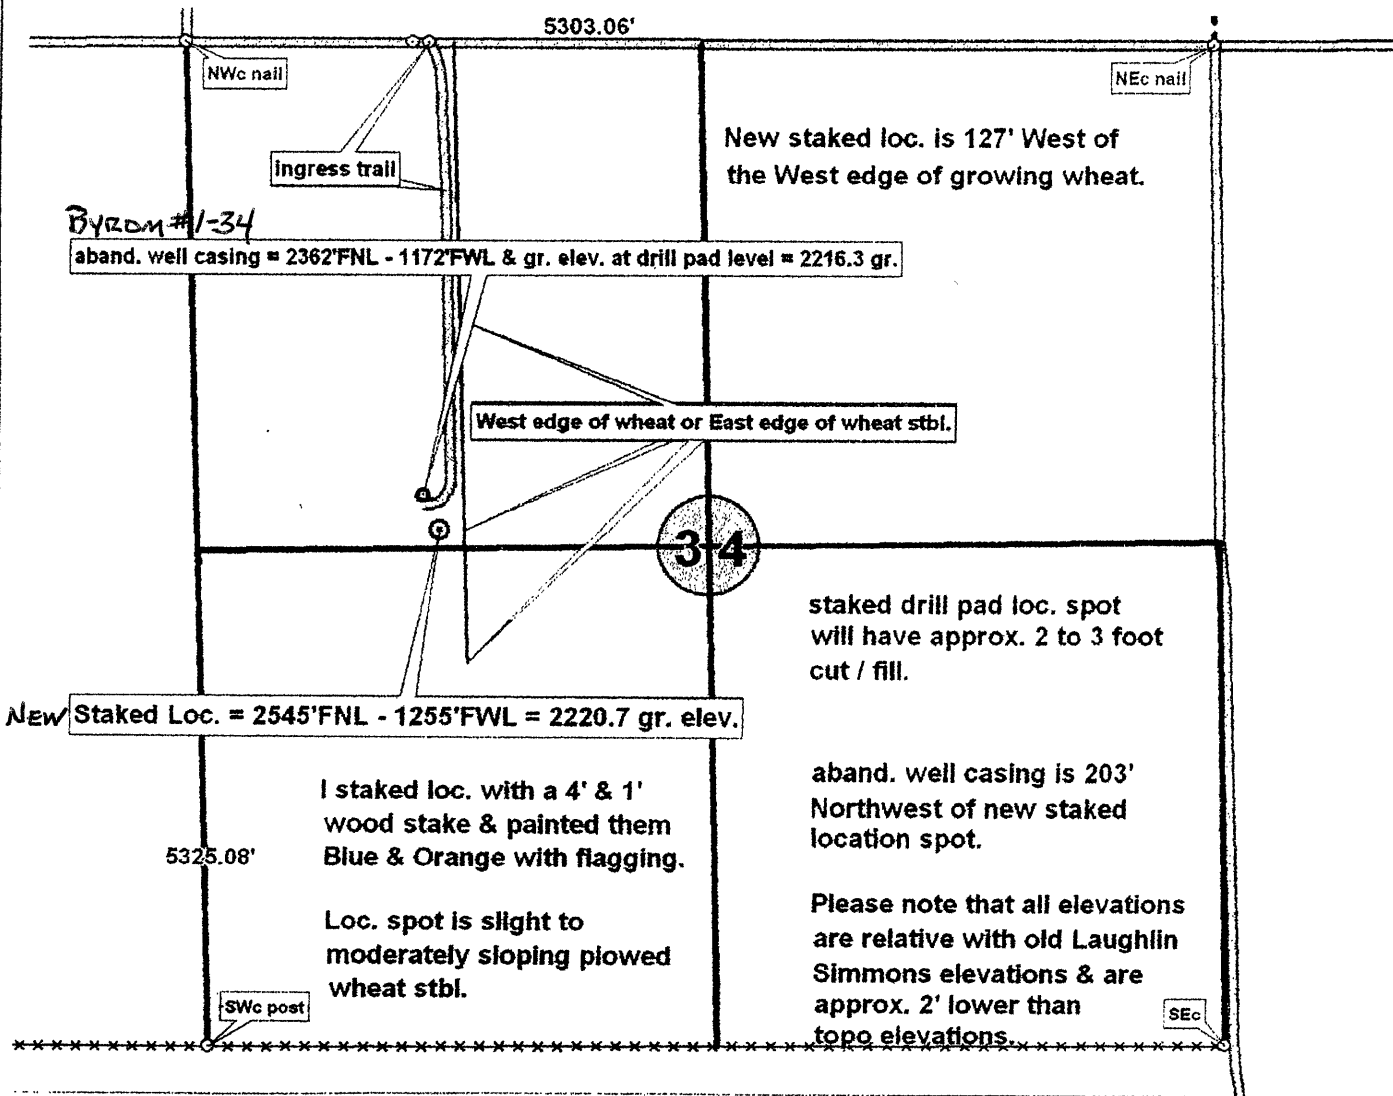 5303.06'
NWc nail
NEc nail
New staked loc. is 127' West of
the West edge of growing wheat.
ingress trail
BYROM #1-34
aband. well casing = 2362'FNL - 1172'FWL & gr. elev. at drill pad level = 2216.3 gr.
West edge of wheat or East edge of wheat stbl.
34
staked drill pad loc. spot
will have approx. 2 to 3 foot
cut / fill.
NEW Staked Loc. = 2545'FNL - 1255'FWL = 2220.7 gr. elev.
I staked loc. with a 4' & 1'
wood stake & painted them
Blue & Orange with flagging.
5325.08'
Loc. spot is slight to
moderately sloping plowed
wheat stbl.
aband. well casing is 203'
Northwest of new staked
location spot.
Please note that all elevations
are relative with old Laughlin
Simmons elevations & are
approx. 2' lower than
topo elevations.
SWc post
SEc